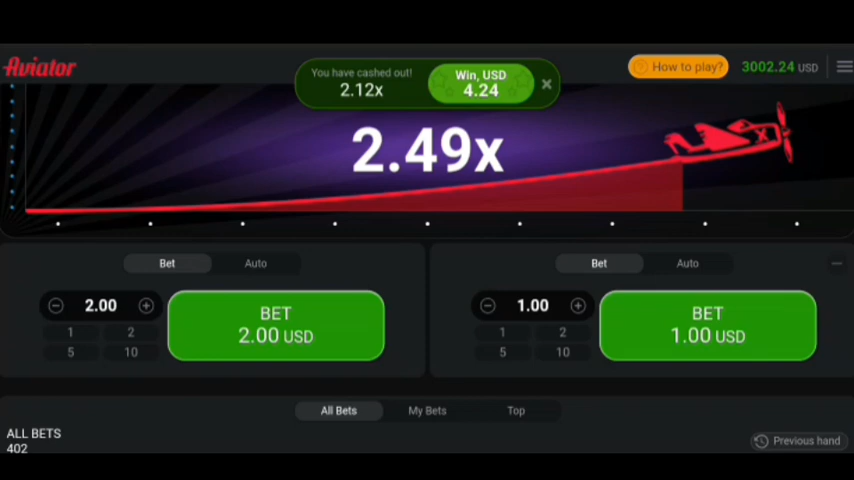 Aviator
You have cashed out!
2.12x
Win, USD
4.24
×
? How to play?
3002.24 USD
2.49x
x
Bet
Auto
2.00
1
2
5
10
BET
2.00 USD
Bet
Auto
1.00
1
2
5
10
BET
1.00 USD
All Bets
My Bets
Top
ALL BETS
402
Previous hand